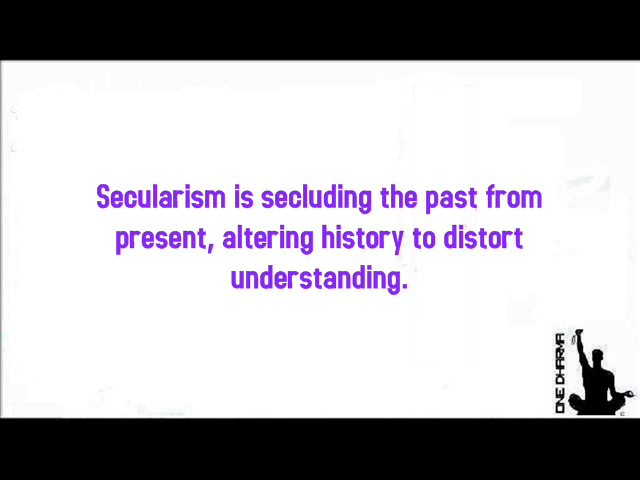 Secularism is secluding the past from
present, altering history to distort
understanding.
ONE DHARMA